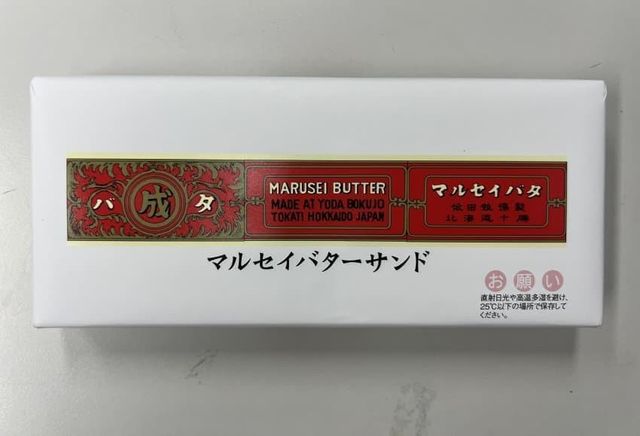 バ 成 タ
MARUSEI BUTTER
MADE AT YODA BOKUJO
TOKATI HOKKAIDO JAPAN
マルセイバタ
依田牧場製
北海道十勝
マルセイバターサンド
お願い
直射日光や高温多湿を避け、
25℃以下の場所で保存して
ください。